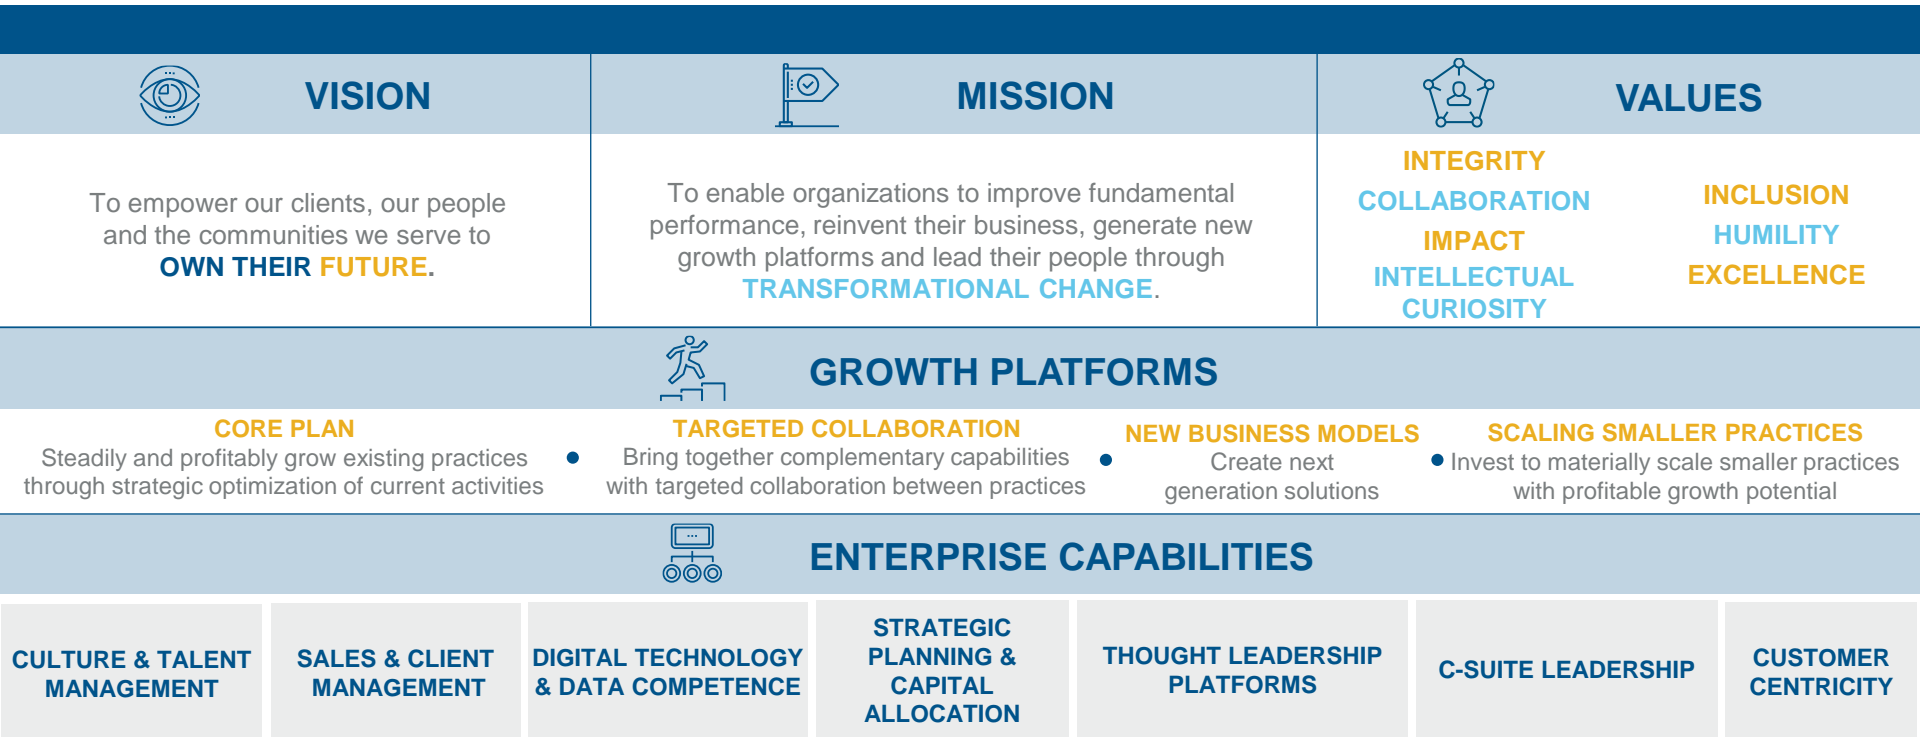 VISION
To empower our clients, our people
and the communities we serve to
OWN THEIR FUTURE.
MISSION
To enable organizations to improve fundamental
performance, reinvent their business, generate new
growth platforms and lead their people through
TRANSFORMATIONAL CHANGE.
VALUES
INTEGRITY
COLLABORATION
IMPACT
INTELLECTUAL
CURIOSITY
INCLUSION
HUMILITY
EXCELLENCE
GROWTH PLATFORMS
CORE PLAN
Steadily and profitably grow existing practices
through strategic optimization of current activities
TARGETED COLLABORATION
Bring together complementary capabilities
with targeted collaboration between practices
NEW BUSINESS MODELS
Create next
generation solutions
SCALING SMALLER PRACTICES
Invest to materially scale smaller practices
with profitable growth potential
ENTERPRISE CAPABILITIES
CULTURE & TALENT
MANAGEMENT
SALES & CLIENT
MANAGEMENT
DIGITAL TECHNOLOGY
& DATA COMPETENCE
STRATEGIC
PLANNING &
CAPITAL
ALLOCATION
THOUGHT LEADERSHIP
PLATFORMS
C-SUITE LEADERSHIP
CUSTOMER
CENTRICITY